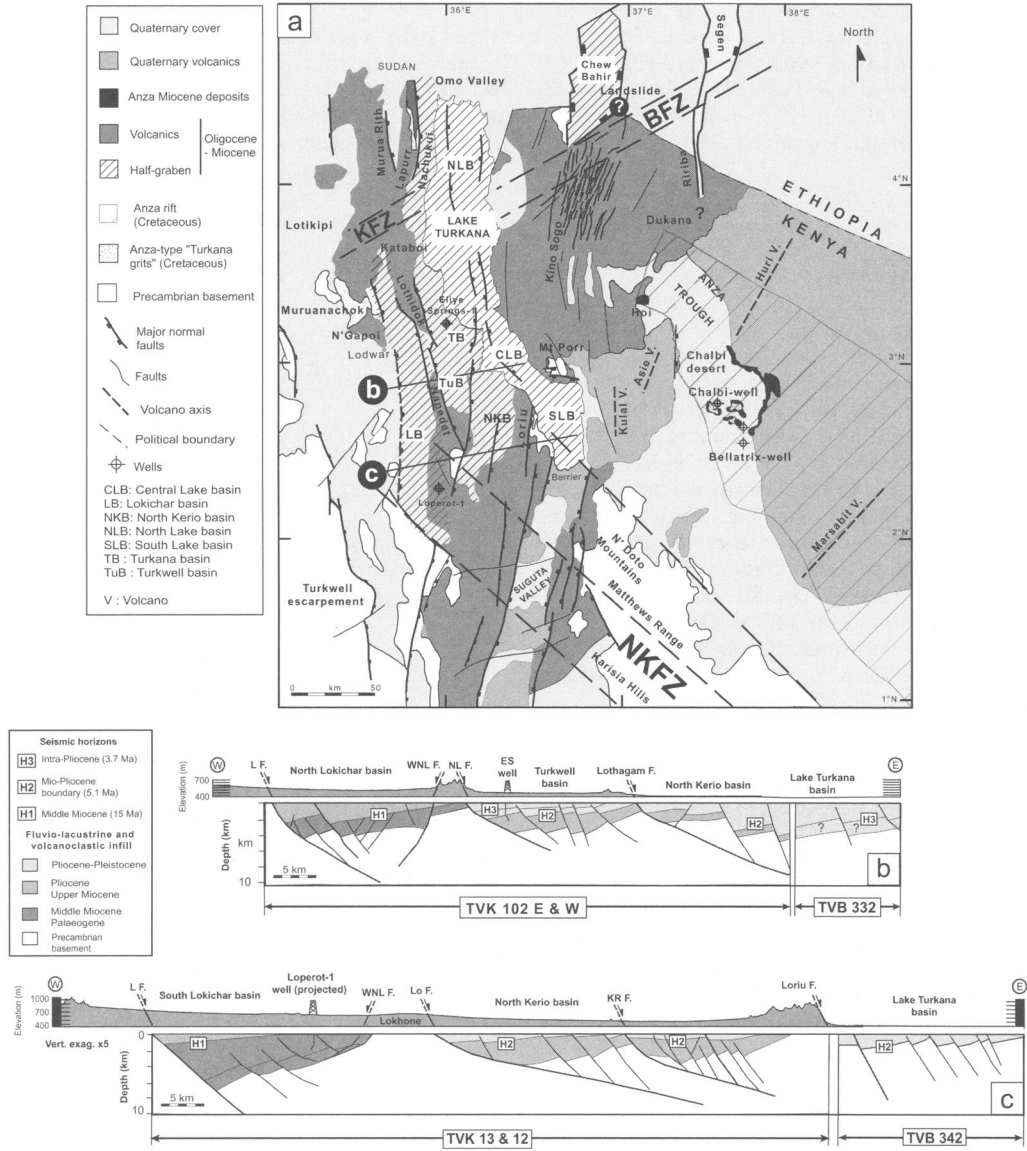 Quaternary cover
Quaternary volcanics
Anza Miocene deposits
Volcanics
Oligocene
- Miocene
Half-graben
Anza rift
(Cretaceous)
Anza-type "Turkana
grits" (Cretaceous)
Precambrian basement
Major normal
faults
Faults
Volcano axis
Political boundary
Wells
CLB: Central Lake basin
LB: Lokichar basin
NKB: North Kerio basin
NLB: North Lake basin
SLB: South Lake basin
TB : Turkana basin
TuB : Turkwell basin
V : Volcano
a
36°E
37°E
38°E
North
SUDAN
Omo Valley
Chew
Bahir
Segen
Landslide
?
BFZ
Murua Rith
Lapurr
Nachukui
NLB
Ririba
4°N
ETHIOPIA
KENYA
Lotikipi
KFZ
LAKE
TURKANA
Dukana
?
Kataboi
Kino Sogo
Huri V.
ANZA
TROUGH
Muruanachok
Lothidok
Eliye
Springs-1
Hoi
N'Gapoi
TB
Lodwar
CLB
Mt Porr
Asie V.
Chalbi
desert
3°N
b
TuB
Napedet
Kulal V.
Chalbi-well
LB
NKB
Loriu
SLB
Bellatrix-well
c
Barrier
Loperot-1
Marsabit V.
2°N
N' Doto
Mountains
Turkwell
escarpement
SUGUTA
VALLEY
Matthews Range
NKFZ
Karisia Hills
0 km 50
1°N
Seismic horizons
H3 Intra-Pliocene (3.7 Ma)
H2 Mio-Pliocene
boundary (5.1 Ma)
H1 Middle Miocene (15 Ma)
Fluvio-lacustrine and
volcanoclastic infill
Pliocene-Pleistocene
Pliocene
Upper Miocene
Middle Miocene
Palaeogene
Precambrian
basement
W
E
Elevation (m)
700
400
L F.
North Lokichar basin
WNL F.
NL F.
ES
well
Turkwell
basin
Lothagam F.
North Kerio basin
Lake Turkana
basin
Depth (km)
km
10
H1
H3
H2
H2
H3
? ?
5 km
b
TVK 102 E & W
TVB 332
W
E
Elevation (m)
1000
700
400
L F.
South Lokichar basin
Loperot-1
well (projected)
WNL F.
Lo F.
Lokhone
North Kerio basin
KR F.
Loriu F.
Lake Turkana
basin
Vert. exag. x5
Depth (km)
0
10
H1
H2
H2
H2
5 km
c
TVK 13 & 12
TVB 342